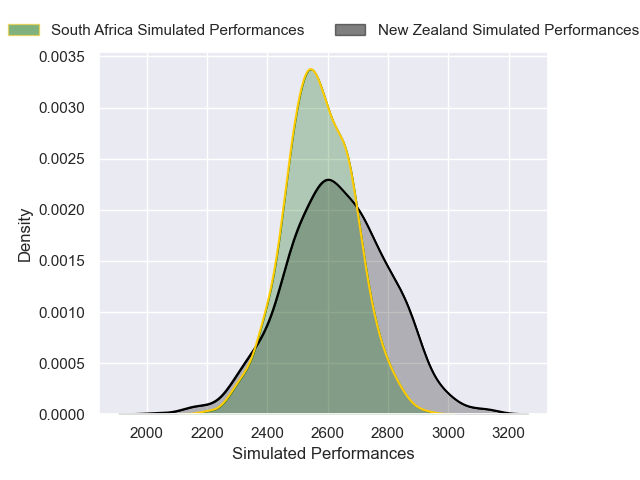 South Africa Simulated Performances
New Zealand Simulated Performances
0.0035
0.0030
0.0025
0.0020
0.0015
0.0010
0.0005
0.0000
Density
2000 2200 2400 2600 2800 3000 3200
Simulated Performances